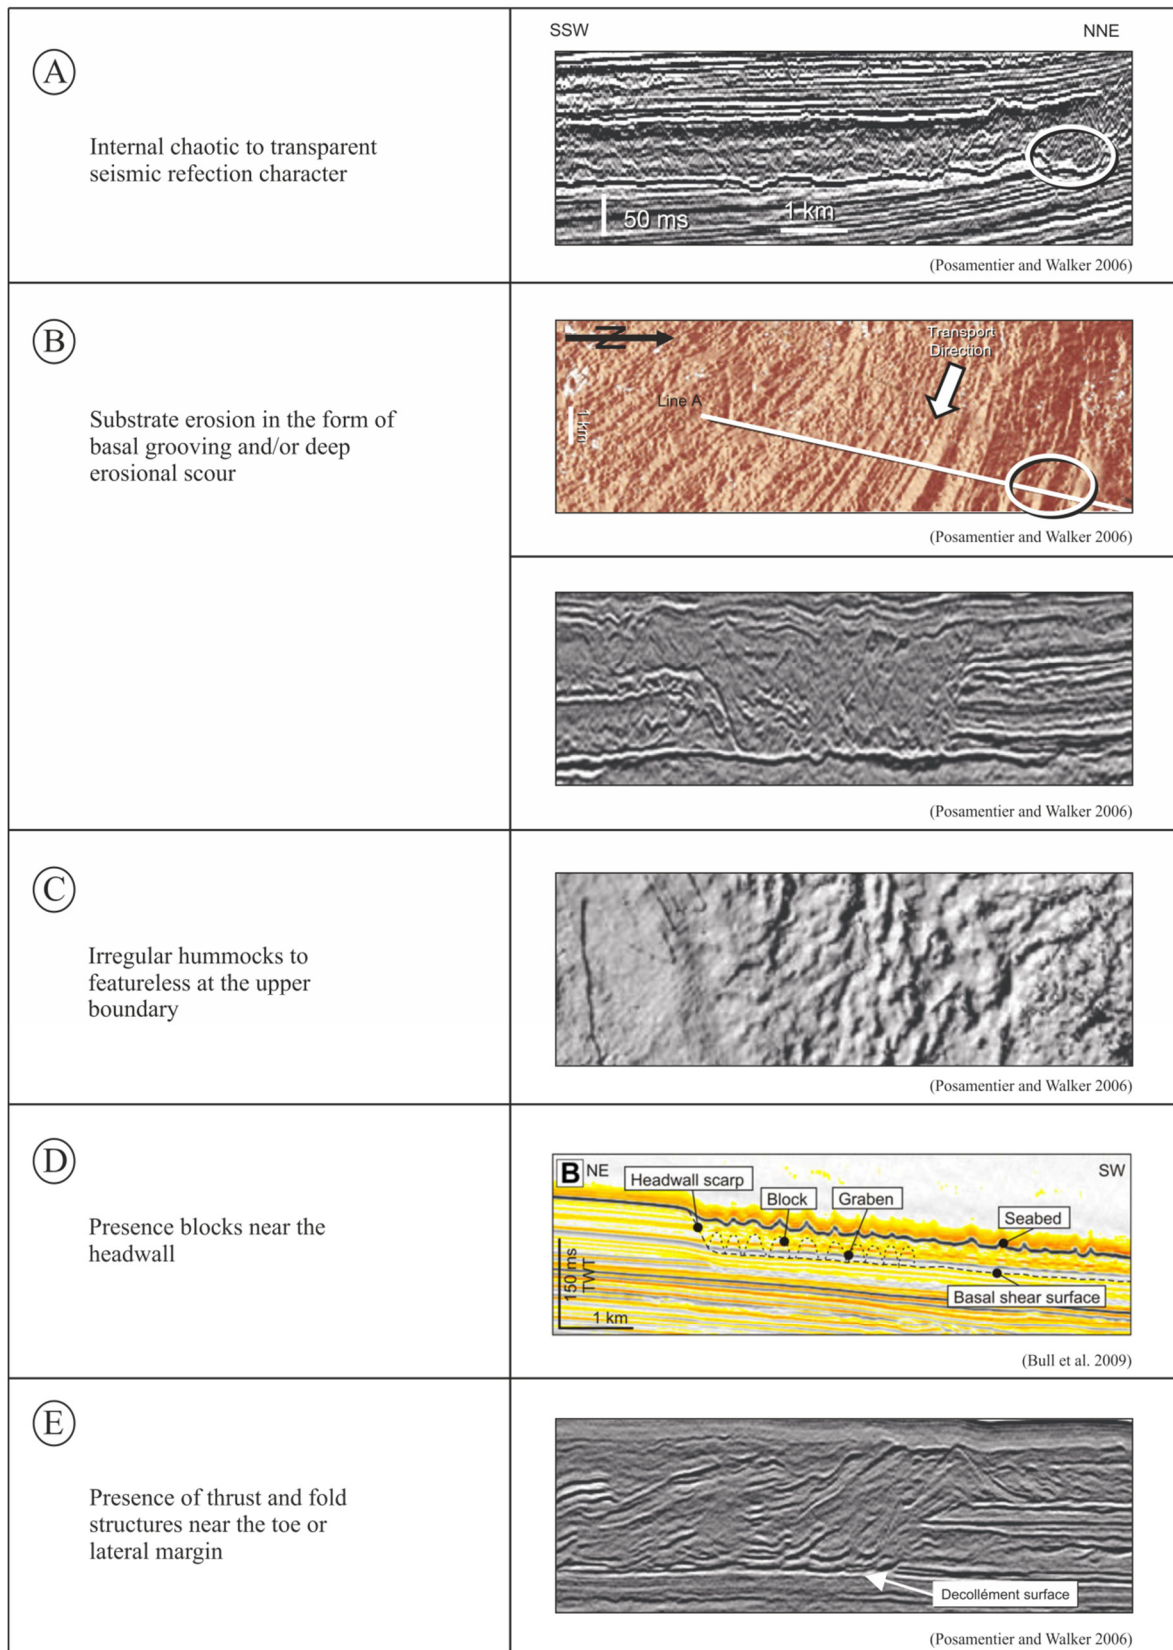 A
Internal chaotic to transparent
seismic refection character
SSW
NNE
50 ms
1 km
(Posamentier and Walker 2006)
B
Substrate erosion in the form of
basal grooving and/or deep
erosional scour
N
Transport
Direction
Line A
1 km
(Posamentier and Walker 2006)
(Posamentier and Walker 2006)
C
Irregular hummocks to
featureless at the upper
boundary
(Posamentier and Walker 2006)
D
Presence blocks near the
headwall
B NE
SW
Headwall scarp
Block
Graben
Seabed
150 ms
TWT
Basal shear surface
1 km
(Bull et al. 2009)
E
Presence of thrust and fold
structures near the toe or
lateral margin
Decollément surface
(Posamentier and Walker 2006)